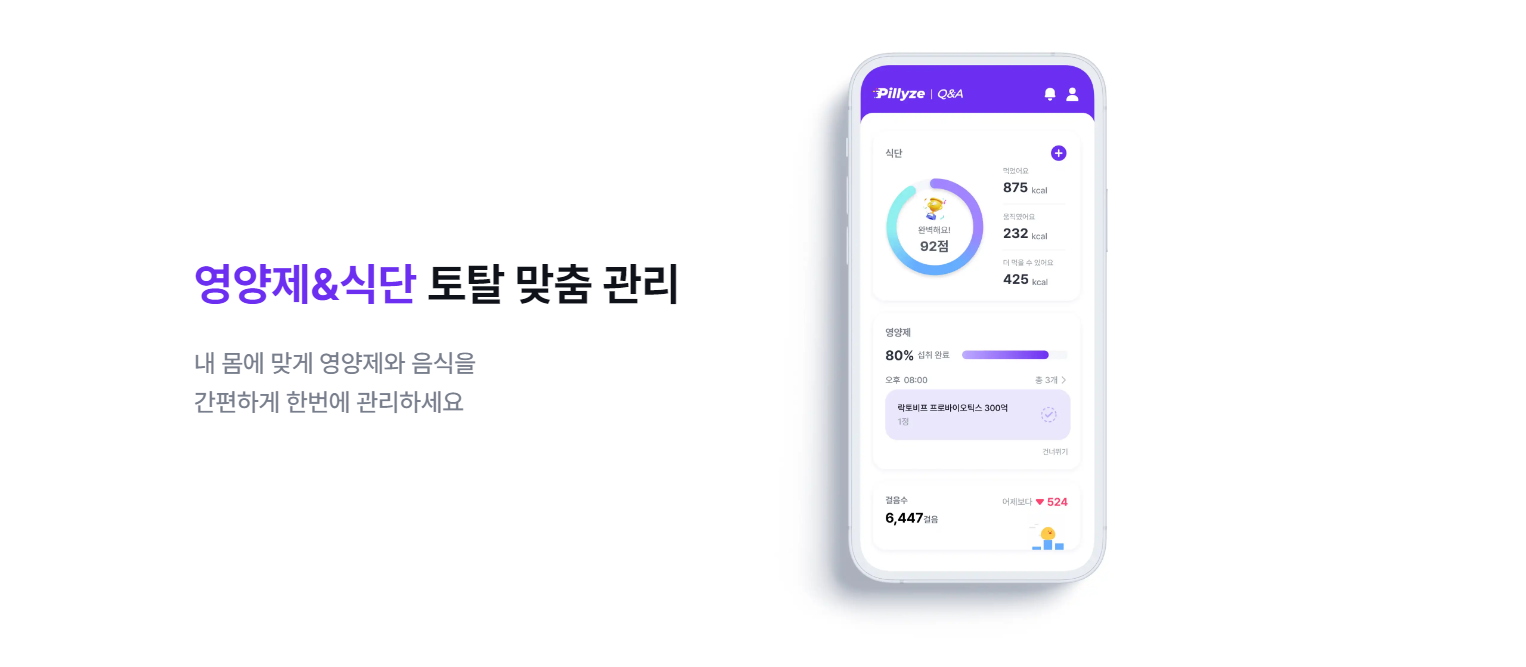 영양제&식단 토탈 맞춤 관리
내 몸에 맞게 영양제와 음식을
간편하게 한번에 관리하세요
Pillyze | Q&A
식단
완벽해요!
92점
먹었어요
875 kcal
움직였어요
232 kcal
더 먹을 수 있어요
425 kcal
영양제
80% 섭취 완료
오후 08:00
총 3개 >
락토비프 프로바이오틱스 300억
1점
건너뛰기
걸음수
어제보다 ▼ 524
6,447걸음